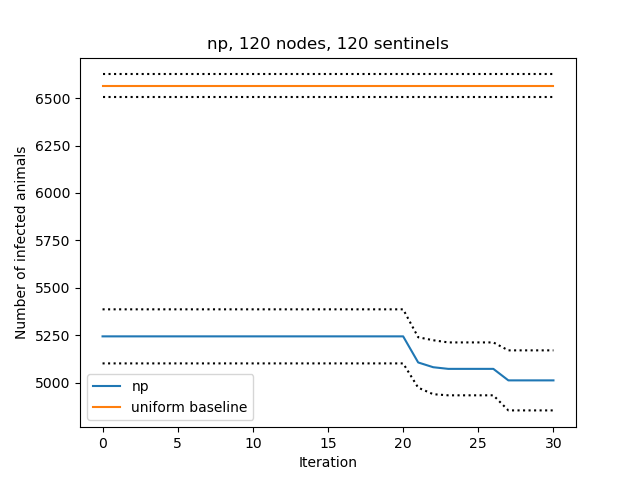 np, 120 nodes, 120 sentinels
Number of infected animals
6500
6250
6000
5750
5500
5250
5000
np
uniform baseline
0 5 10 15 20 25 30
Iteration